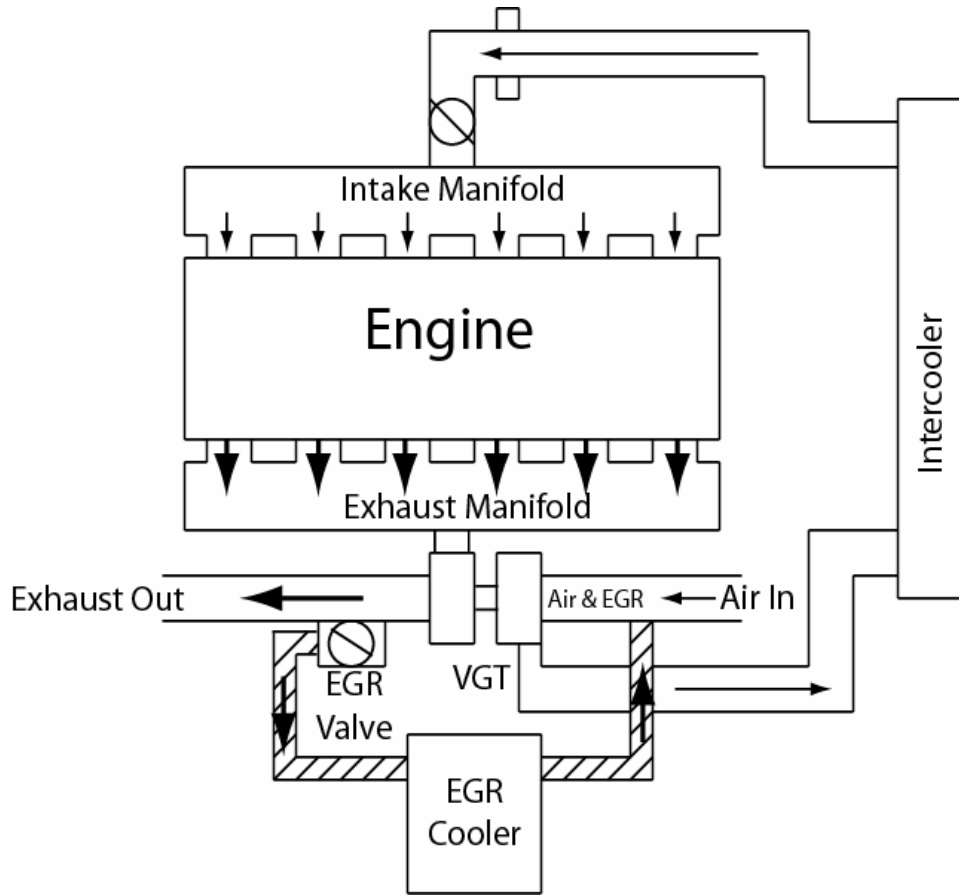 Intake Manifold
Engine
Intercooler
Exhaust Manifold
Exhaust Out
Air & EGR
Air In
EGR
Valve
VGT
EGR
Cooler